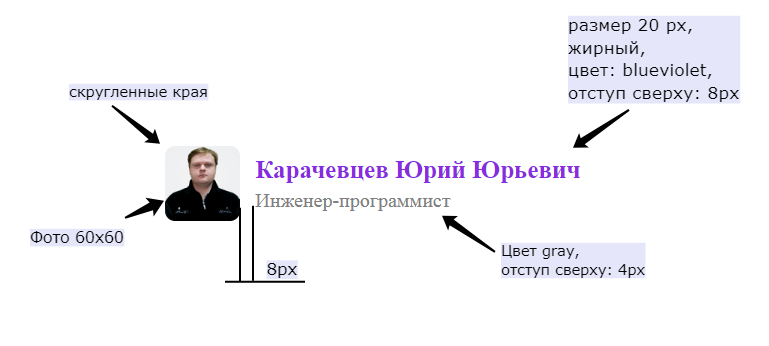 размер 20 px,
жирный,
цвет: blueviolet,
отступ сверху: 8px
скругленные края
Карачевцев Юрий Юрьевич
Инженер-программист
Фото 60x60
Цвет gray,
отступ сверху: 4px
8px